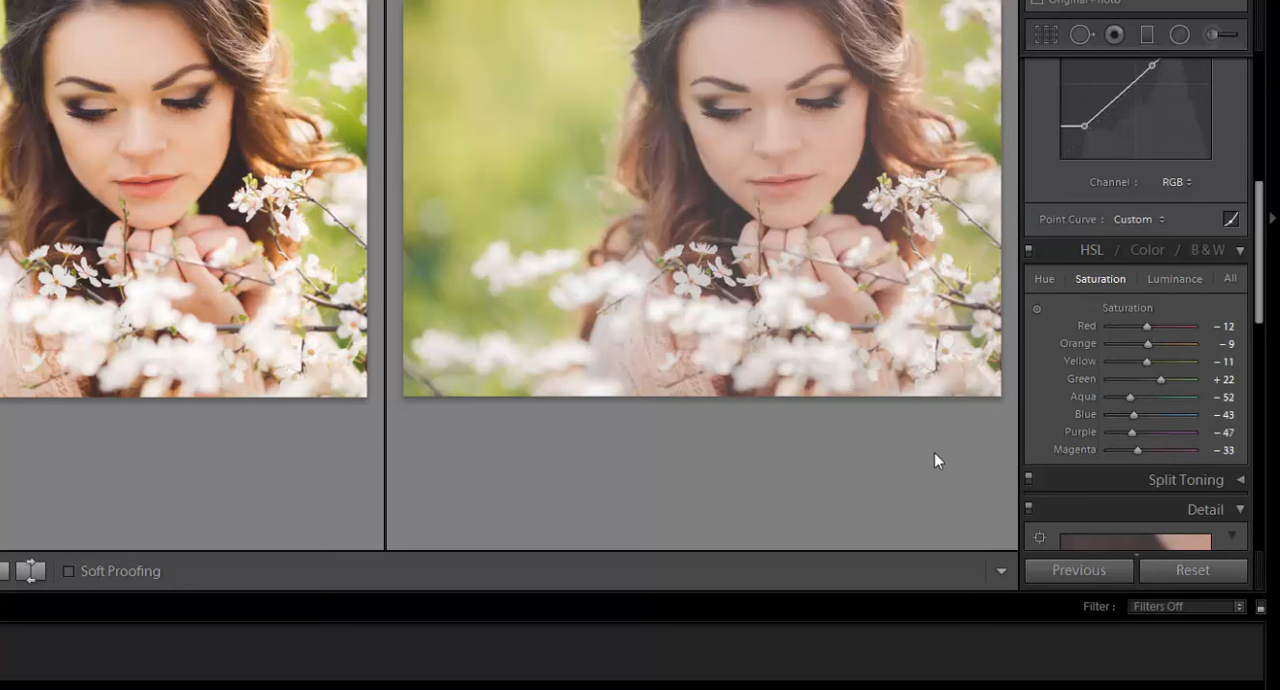 Original Photo
Channel : RGB
Point Curve : Custom
HSL / Color / B&W
Hue Saturation Luminance All
Saturation
Red − 12
Orange − 9
Yellow − 11
Green + 22
Aqua − 52
Blue − 43
Purple − 47
Magenta − 33
Split Toning
Detail
Soft Proofing
Previous Reset
Filter : Filters Off